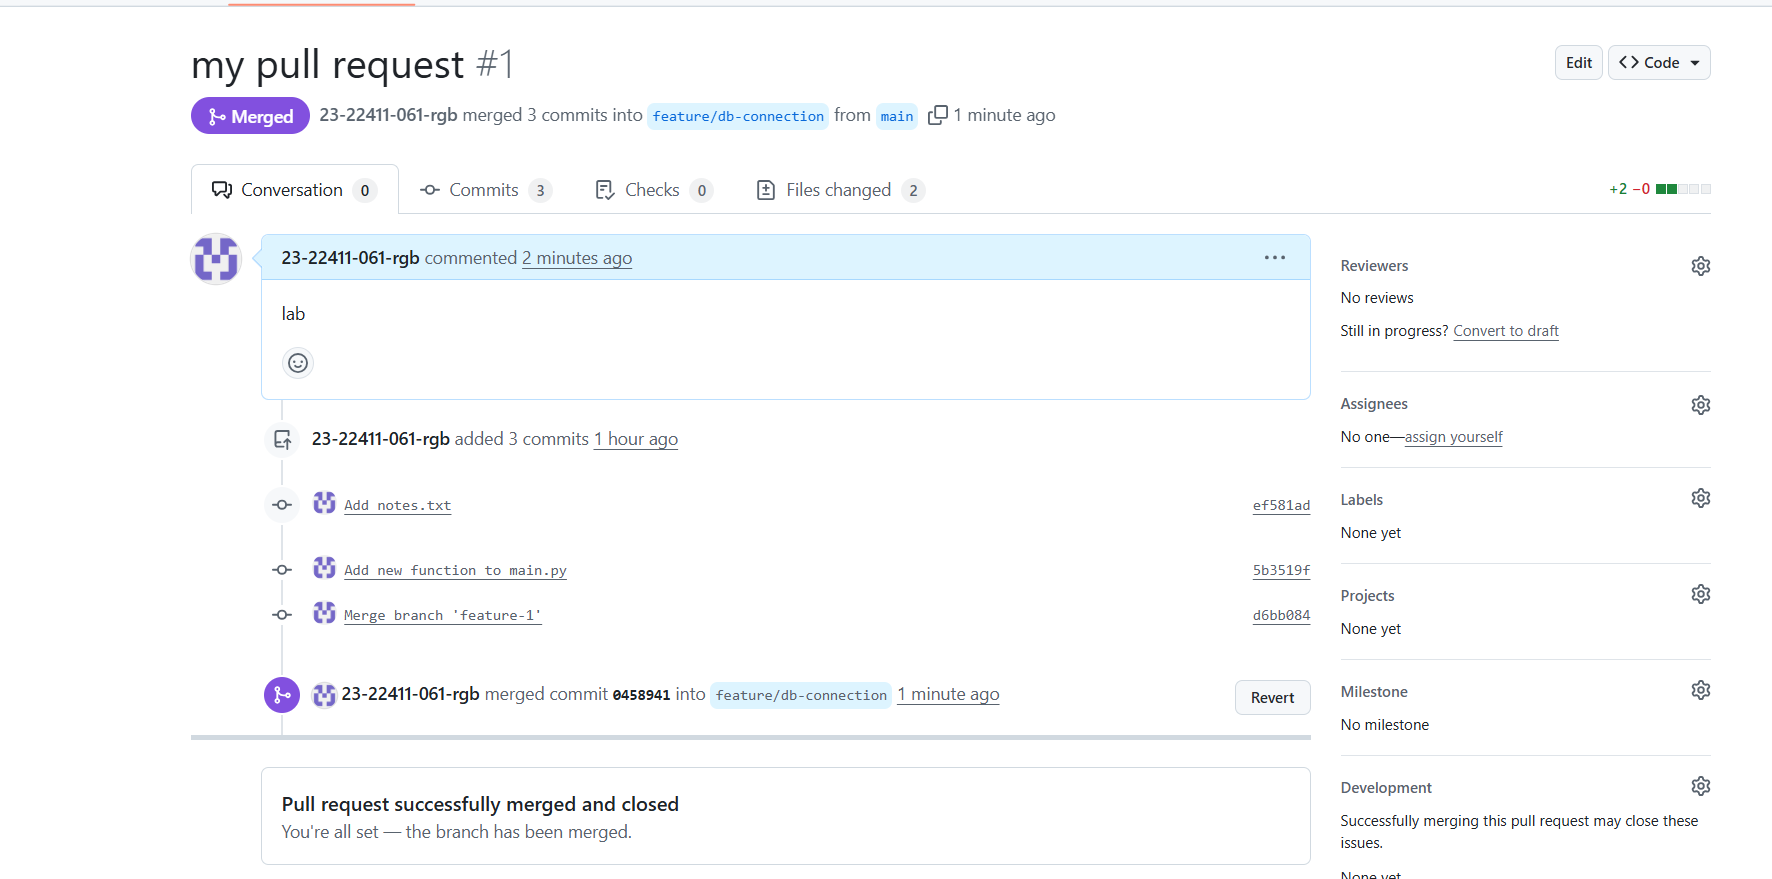 my pull request #1
Edit
Code
Merged
23-22411-061-rgb merged 3 commits into feature/db-connection from main 1 minute ago
Conversation 0
Commits 3
Checks 0
Files changed 2
+2 −0
23-22411-061-rgb commented 2 minutes ago
lab
23-22411-061-rgb added 3 commits 1 hour ago
Add notes.txt ef581ad
Add new function to main.py 5b3519f
Merge branch 'feature-1' d6bb084
23-22411-061-rgb merged commit 0458941 into feature/db-connection 1 minute ago
Revert
Pull request successfully merged and closed
You're all set — the branch has been merged.
Reviewers
No reviews
Still in progress? Convert to draft
Assignees
No one—assign yourself
Labels
None yet
Projects
None yet
Milestone
No milestone
Development
Successfully merging this pull request may close these
issues.
None yet